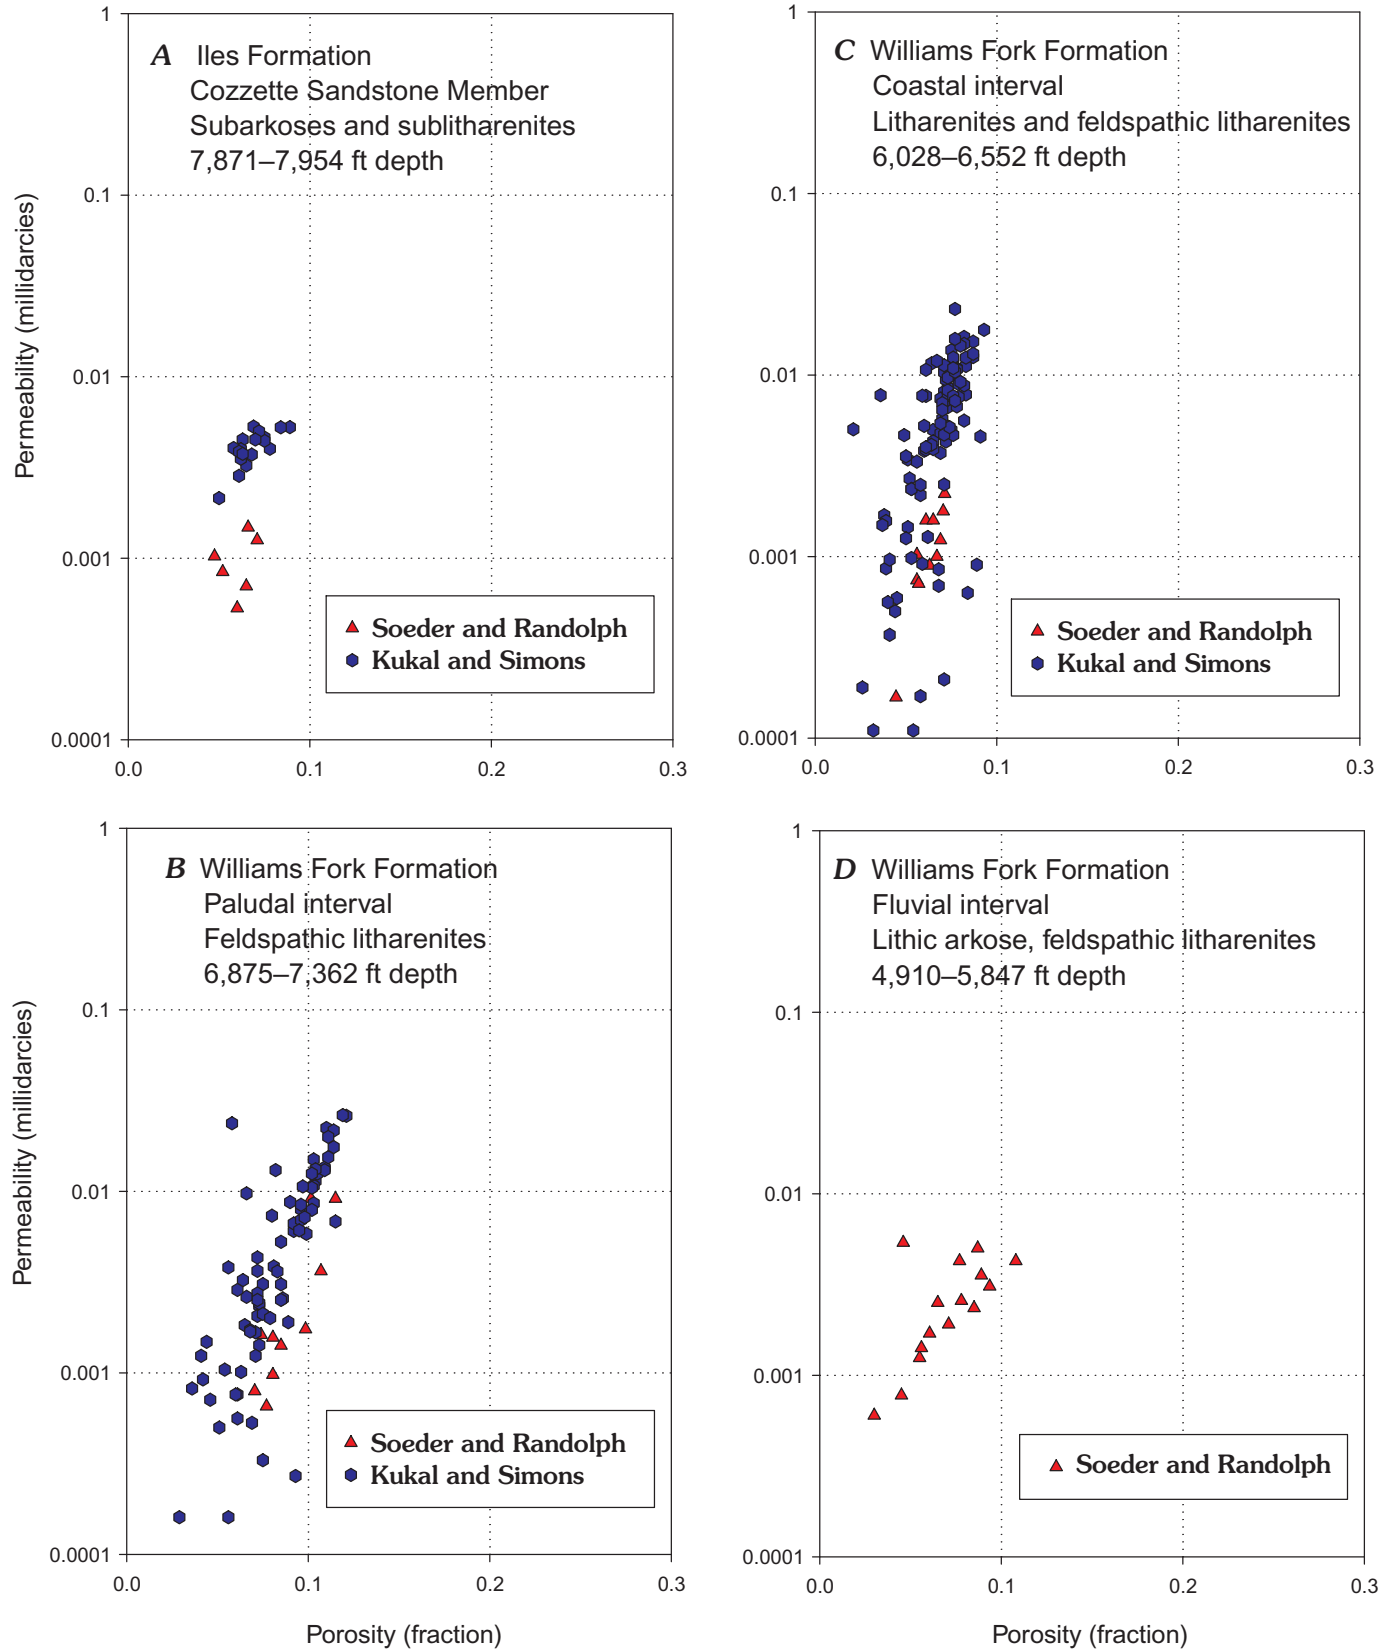 A Iles Formation
Cozzette Sandstone Member
Subarkoses and sublitharenites
7,871–7,954 ft depth
Permeability (millidarcies)
1
0.1
0.01
0.001
0.0001
0.0
0.1
0.2
0.3
Soeder and Randolph
Kukal and Simons
C Williams Fork Formation
Coastal interval
Litharenites and feldspathic litharenites
6,028–6,552 ft depth
1
0.1
0.01
0.001
0.0001
0.0
0.1
0.2
0.3
Soeder and Randolph
Kukal and Simons
B Williams Fork Formation
Paludal interval
Feldspathic litharenites
6,875–7,362 ft depth
Permeability (millidarcies)
1
0.1
0.01
0.001
0.0001
0.0
0.1
0.2
0.3
Porosity (fraction)
Soeder and Randolph
Kukal and Simons
D Williams Fork Formation
Fluvial interval
Lithic arkose, feldspathic litharenites
4,910–5,847 ft depth
1
0.1
0.01
0.001
0.0001
0.0
0.1
0.2
0.3
Porosity (fraction)
Soeder and Randolph